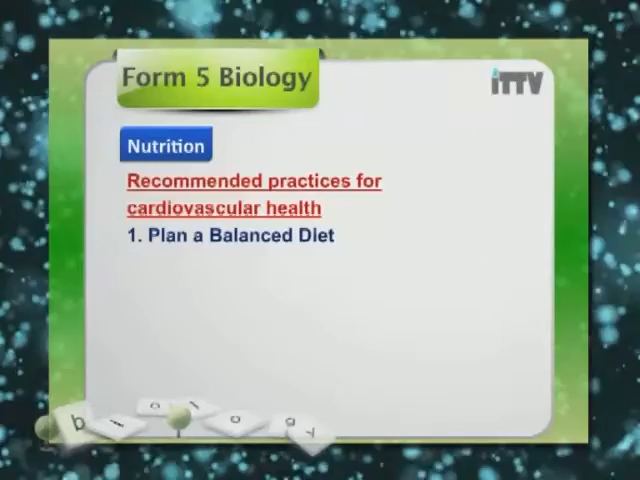 Form 5 Biology
iTTV
Nutrition
Recommended practices for
cardiovascular health
1. Plan a Balanced Diet
b i o l o g y